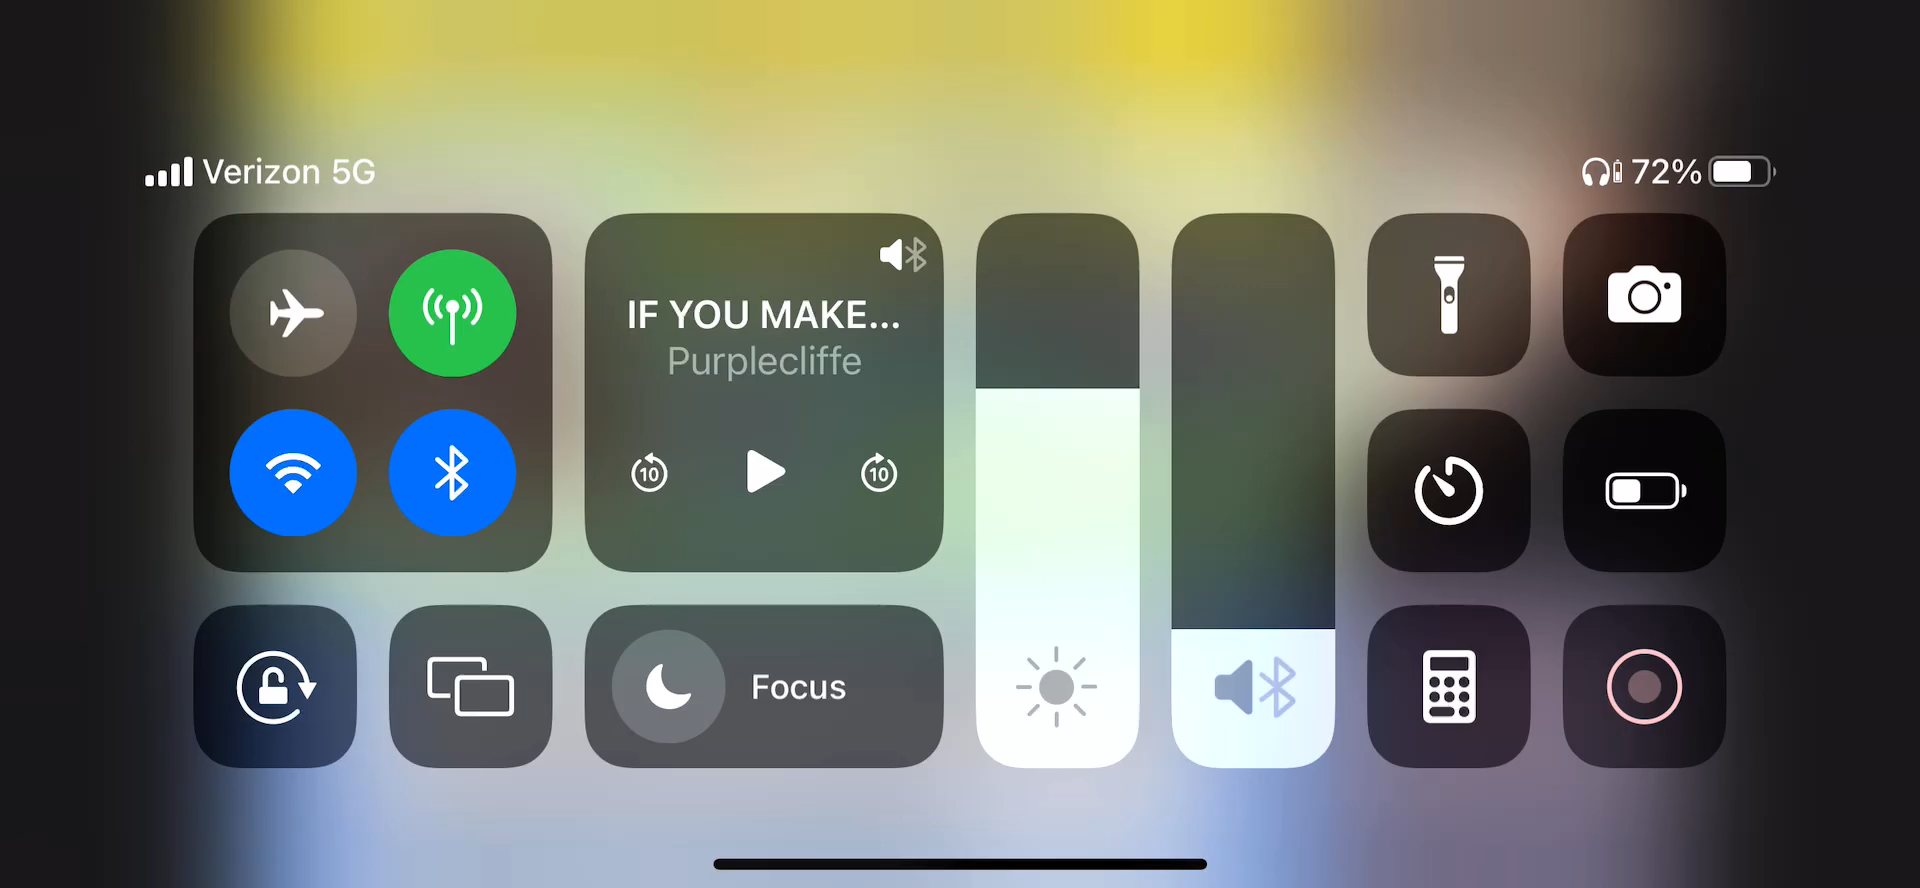 Verizon 5G
72%
IF YOU MAKE...
Purplecliffe
10
10
Focus